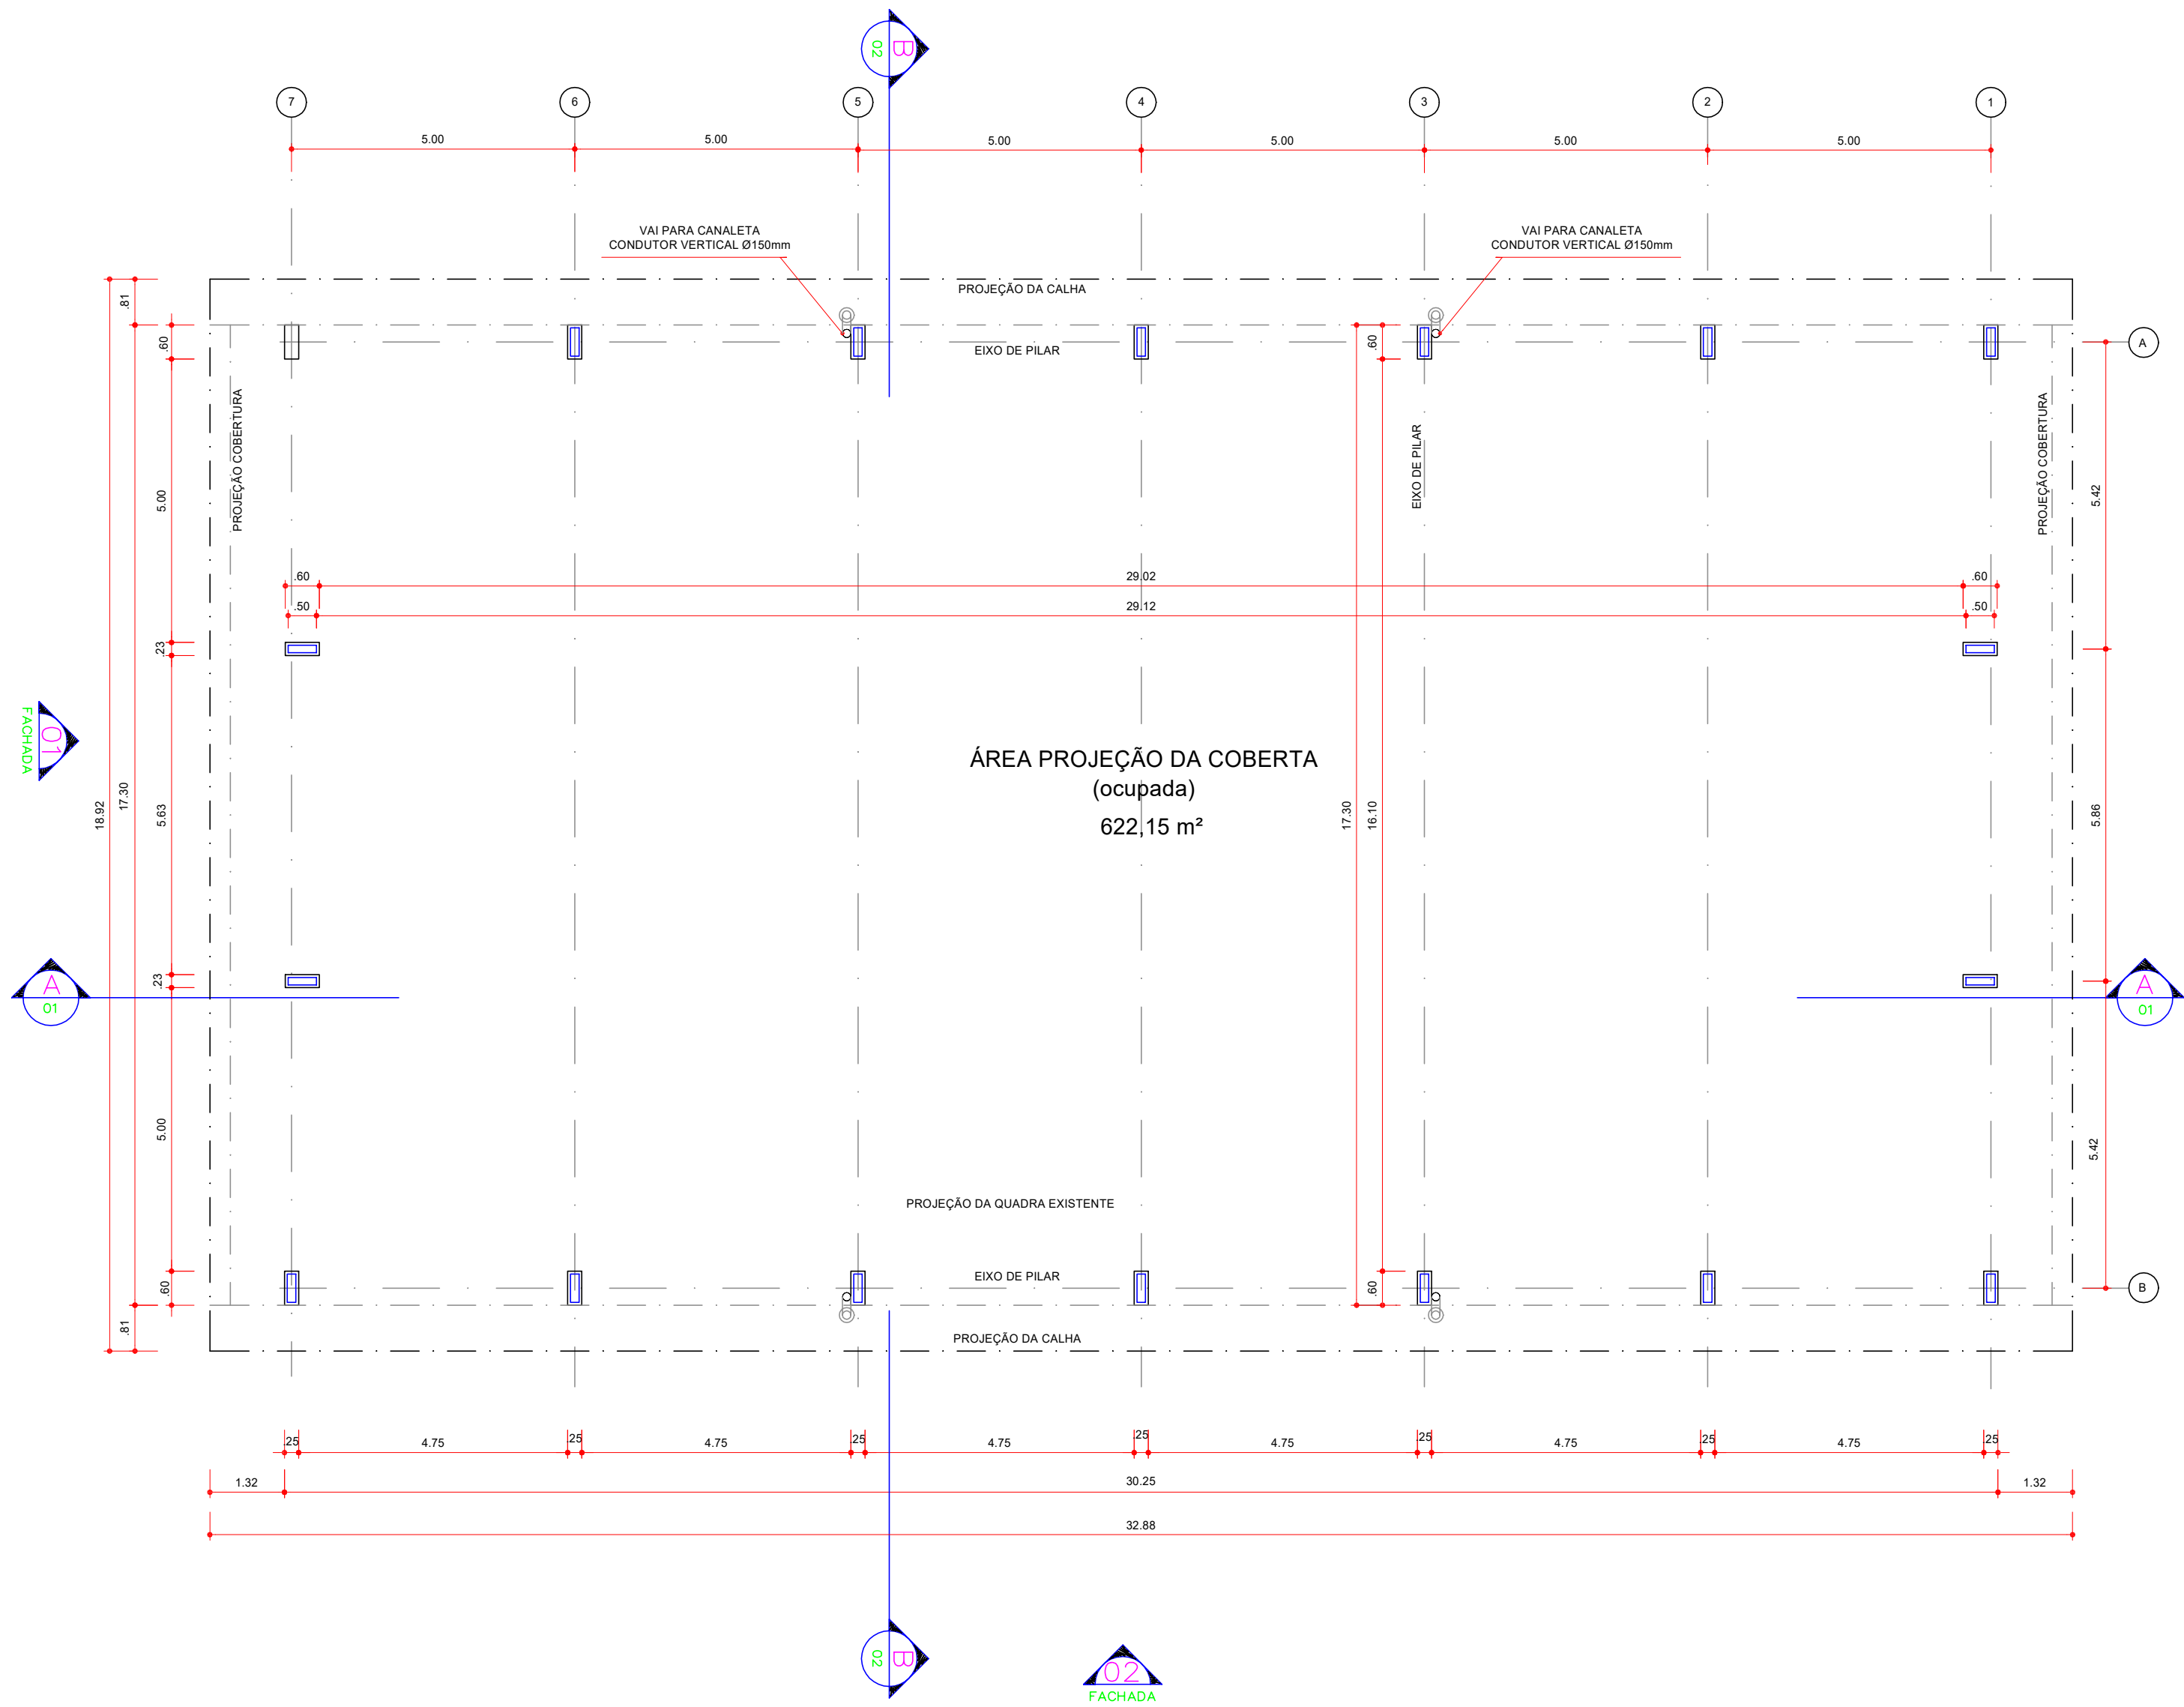 B
02
7
6
5
4
3
2
1
5.00
5.00
5.00
5.00
5.00
5.00
VAI PARA CANALETA
CONDUTOR VERTICAL Ø150mm
VAI PARA CANALETA
CONDUTOR VERTICAL Ø150mm
PROJEÇÃO DA CALHA
.81
.60
EIXO DE PILAR
.60
A
PROJEÇÃO COBERTURA
EIXO DE PILAR
PROJEÇÃO COBERTURA
5.00
5.42
.60
29.02
.60
.50
29.12
.50
.23
01
FACHADA
ÁREA PROJEÇÃO DA COBERTA
(ocupada)
622,15 m²
18.92
17.30
5.63
17.30
16.10
5.86
.23
A
01
A
01
5.00
5.42
PROJEÇÃO DA QUADRA EXISTENTE
EIXO DE PILAR
.60
.60
B
.81
PROJEÇÃO DA CALHA
.25
4.75
.25
4.75
.25
4.75
.25
4.75
.25
4.75
.25
4.75
.25
1.32
30.25
1.32
32.88
B
02
02
FACHADA